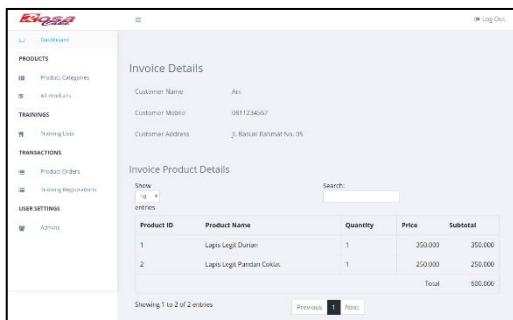 Rosa
Cake
Log Out
Dashboard
PRODUCTS
Product Categories
All Products
TRAININGS
Training Lists
TRANSACTIONS
Product Orders
Training Registrations
USER SETTINGS
Admins
Invoice Details
Customer Name Ani
Customer Mobile 0811234567
Customer Address Jl. Basuki Rahmat No. 05
Invoice Product Details
Show
10
entries
Search:
Product ID Product Name Quantity Price Subtotal
1 Lapis Legit Durian 1 350.000 350.000
2 Lapis Legit Pandan Coklat 1 250.000 250.000
Total 600.000
Showing 1 to 2 of 2 entries
Previous 1 Next